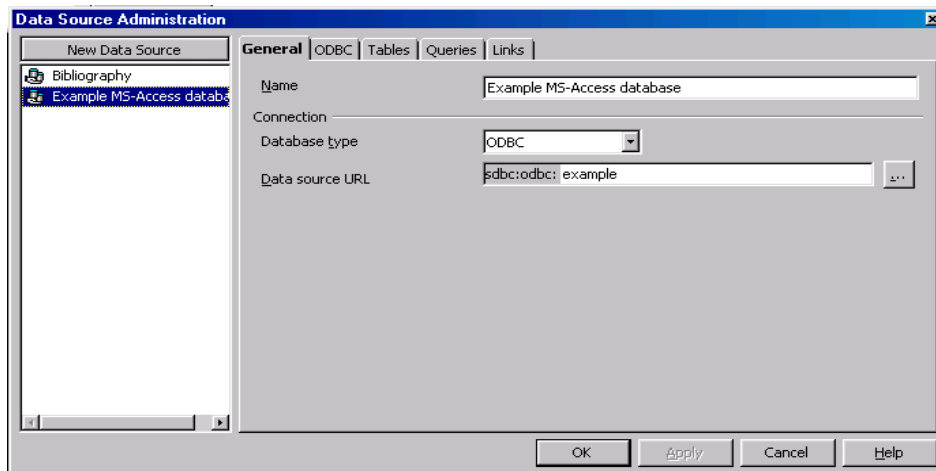 Data Source Administration
New Data Source
Bibliography
Example MS-Access databa
General ODBC Tables Queries Links
Name
Example MS-Access database
Connection
Database type
ODBC
Data source URL
sdbc:odbc: example
...
OK Apply Cancel Help